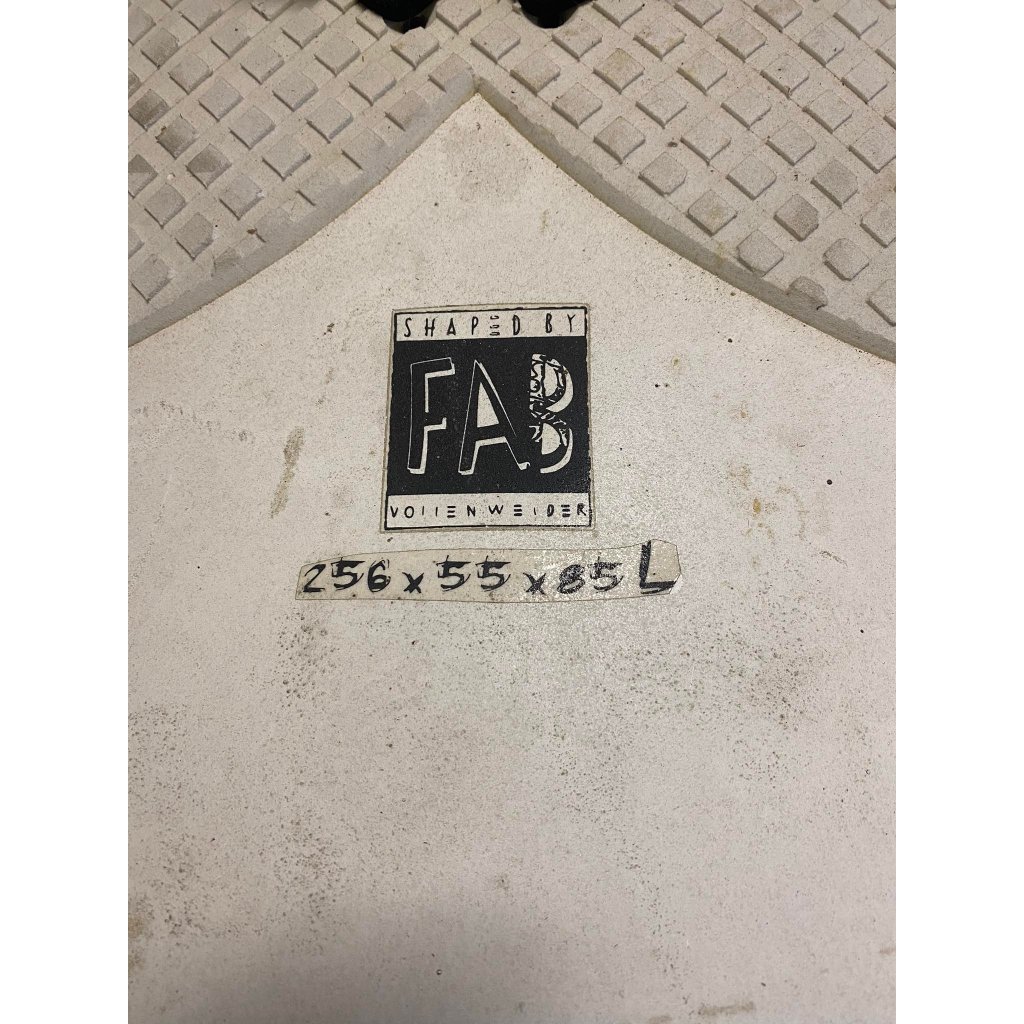 SHAPED BY
FAB
VOLLENWEIDER
256 x 55 x 85 L